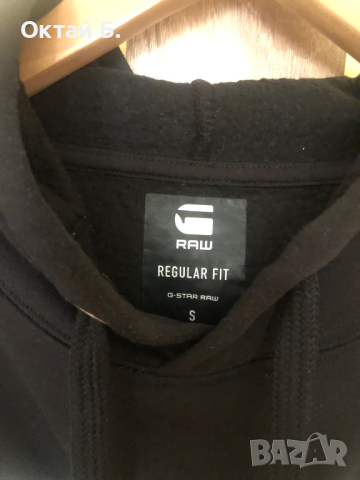 Октай Б.
G
RAW
REGULAR FIT
G-STAR RAW
S
BAZAR